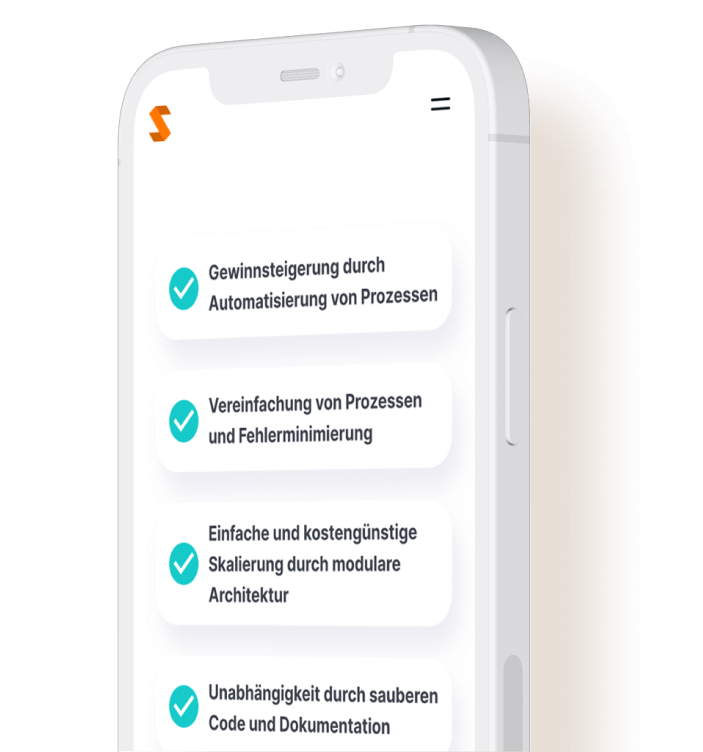 Gewinnsteigerung durch
Automatisierung von Prozessen
Vereinfachung von Prozessen
und Fehlerminimierung
Einfache und kostengünstige
Skalierung durch modulare
Architektur
Unabhängigkeit durch sauberen
Code und Dokumentation